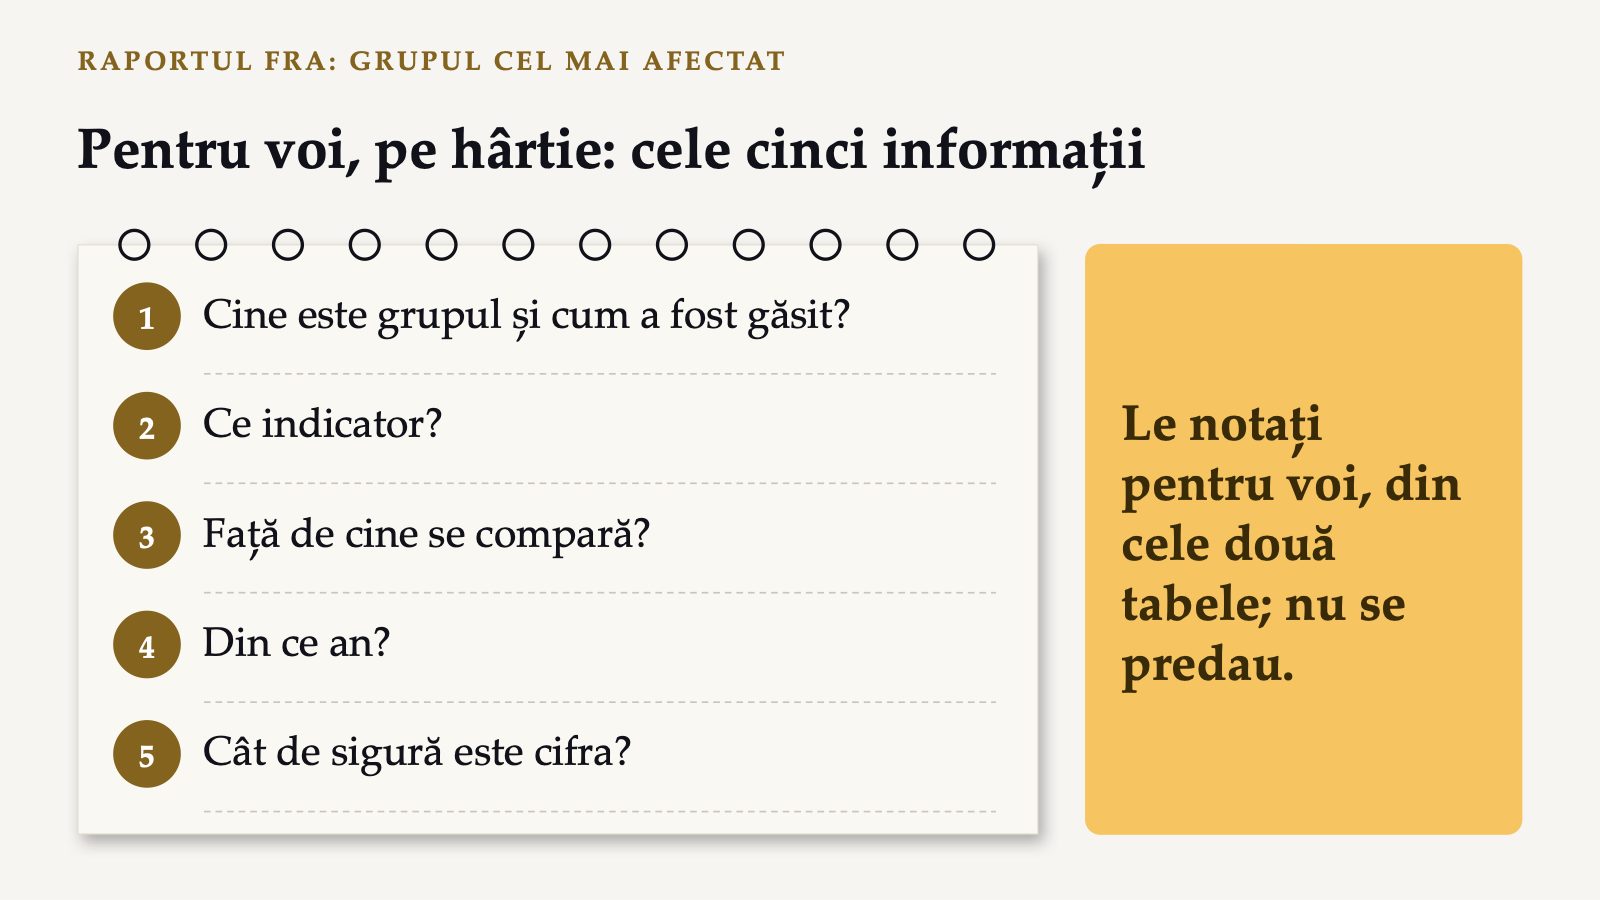 RAPORTUL FRA: GRUPUL CEL MAI AFECTAT
Pentru voi, pe hârtie: cele cinci informații
1 Cine este grupul și cum a fost găsit?
2 Ce indicator?
3 Față de cine se compară?
4 Din ce an?
5 Cât de sigură este cifra?
Le notați
pentru voi, din
cele două
tabele; nu se
predau.